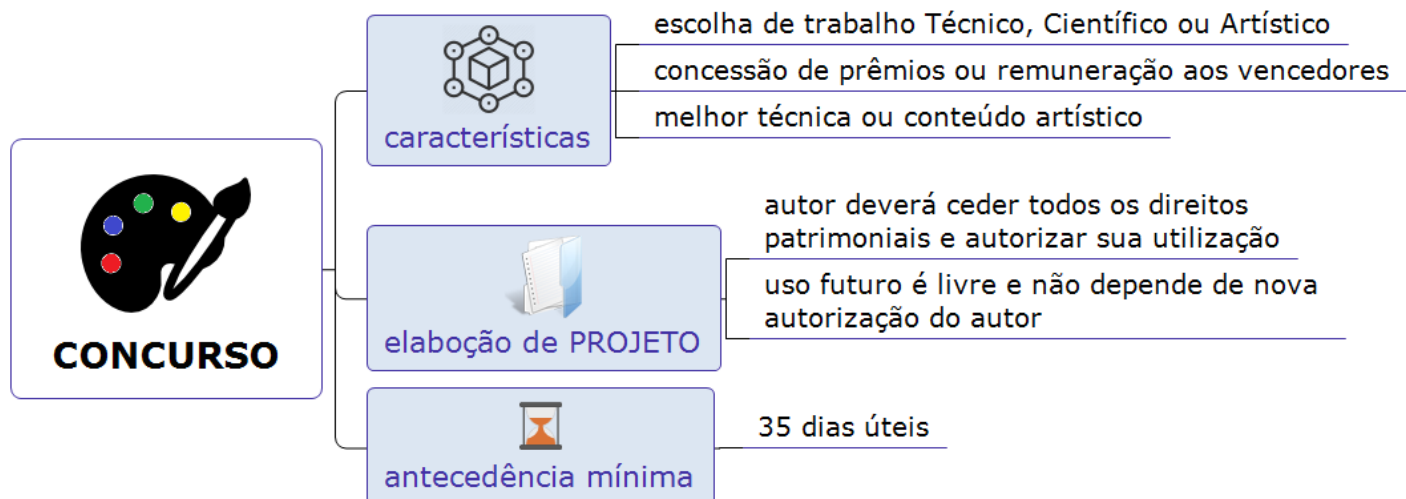 CONCURSO
características
escolha de trabalho Técnico, Científico ou Artístico
concessão de prêmios ou remuneração aos vencedores
melhor técnica ou conteúdo artístico
elaboção de PROJETO
autor deverá ceder todos os direitos
patrimoniais e autorizar sua utilização
uso futuro é livre e não depende de nova
autorização do autor
antecedência mínima
35 dias úteis